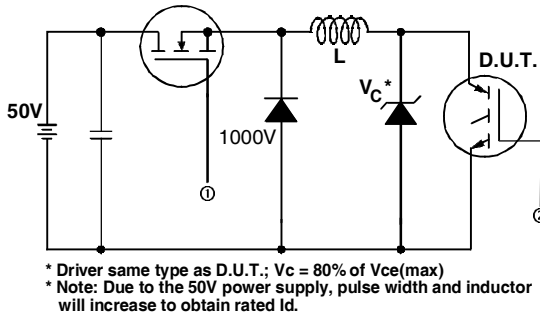 L
D.U.T.
V_C *
50V
1000V
①
②
* Driver same type as D.U.T.; Vc = 80% of Vce(max)
* Note: Due to the 50V power supply, pulse width and inductor
will increase to obtain rated Id.